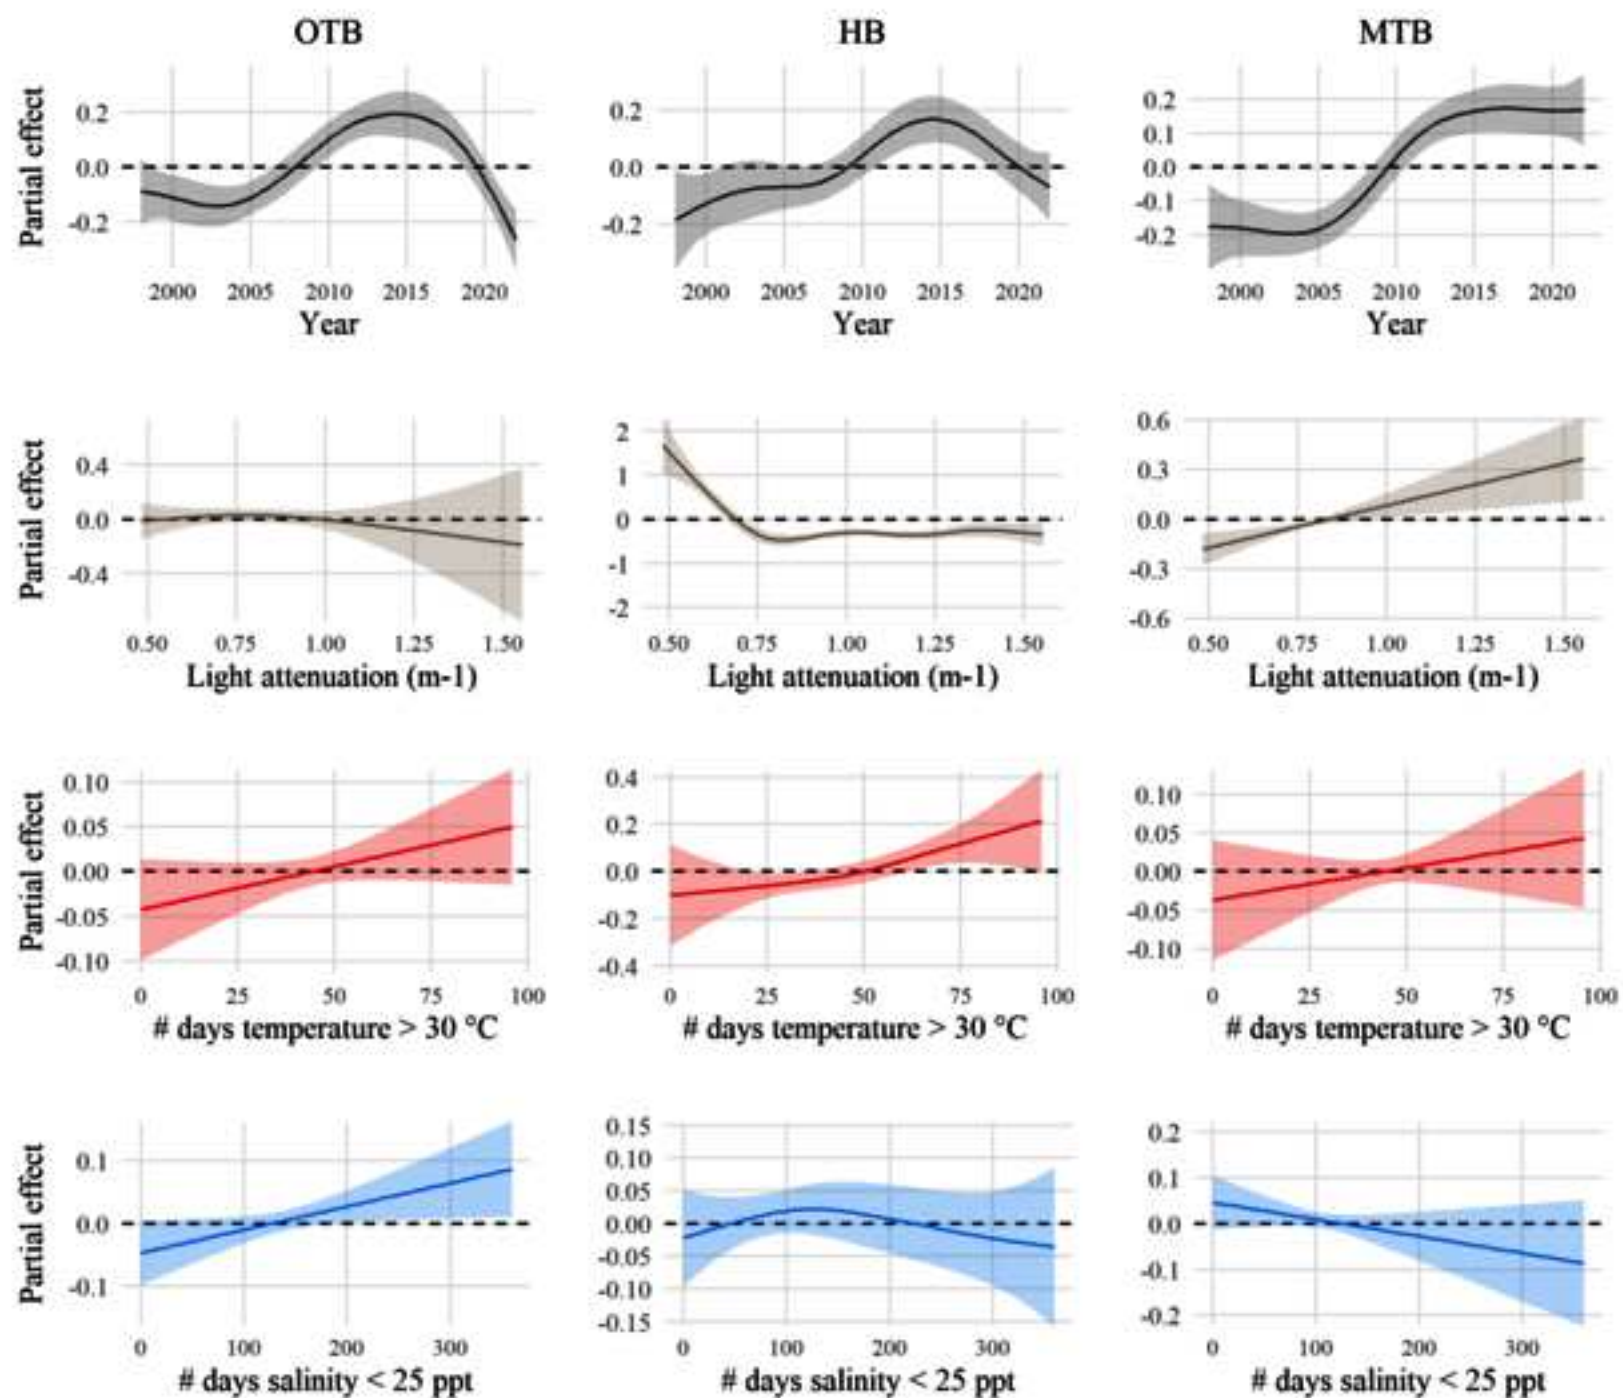 OTB HB MTB
Partial effect
0.2 0.2 0.2
0.1
0.0 0.0 0.0
-0.1
-0.2 -0.2 -0.2
2000 2005 2010 2015 2020 2000 2005 2010 2015 2020 2000 2005 2010 2015 2020
Year Year Year
Partial effect
0.4 2 0.6
1 0.3
0.0 0 0.0
-0.4 -1 -0.3
-2 -0.6
0.50 0.75 1.00 1.25 1.50 0.50 0.75 1.00 1.25 1.50 0.50 0.75 1.00 1.25 1.50
Light attenuation (m-1) Light attenuation (m-1) Light attenuation (m-1)
Partial effect
0.10 0.4 0.10
0.05 0.2 0.05
0.00 0.0 0.00
-0.05 -0.2 -0.05
-0.10 -0.4 -0.10
0 25 50 75 100 0 25 50 75 100 0 25 50 75 100
# days temperature > 30 °C # days temperature > 30 °C # days temperature > 30 °C
Partial effect
0.15 0.2
0.1 0.10 0.1
0.05
0.0 0.00 0.0
-0.05
-0.1 -0.10 -0.1
-0.15 -0.2
0 100 200 300 0 100 200 300 0 100 200 300
# days salinity < 25 ppt # days salinity < 25 ppt # days salinity < 25 ppt